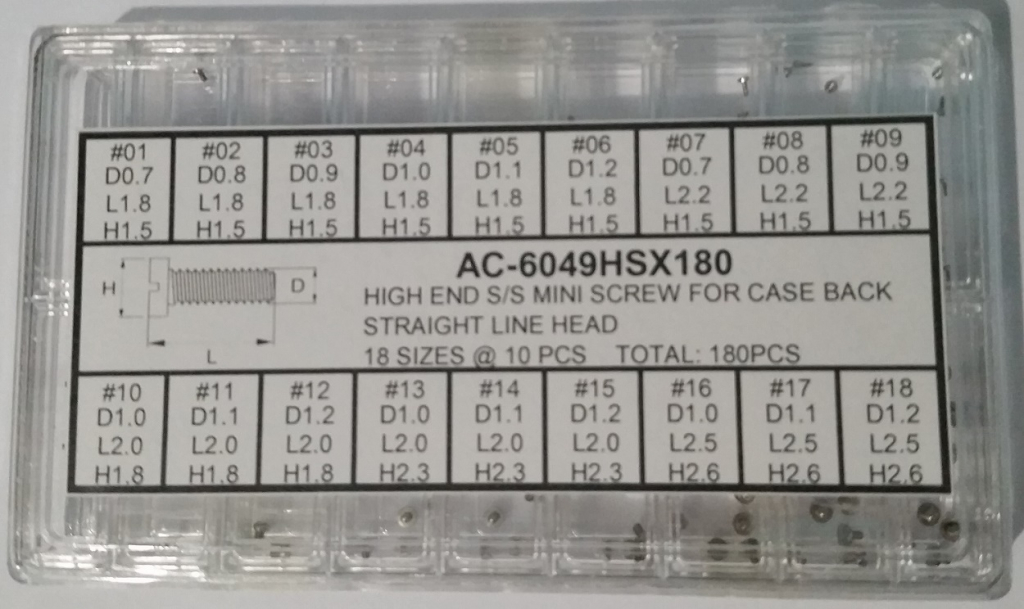 #01 #02 #03 #04 #05 #06 #07 #08 #09
D0.7 D0.8 D0.9 D1.0 D1.1 D1.2 D0.7 D0.8 D0.9
L1.8 L1.8 L1.8 L1.8 L1.8 L1.8 L2.2 L2.2 L2.2
H1.5 H1.5 H1.5 H1.5 H1.5 H1.5 H1.5 H1.5 H1.5
H D L
AC-6049HSX180
HIGH END S/S MINI SCREW FOR CASE BACK
STRAIGHT LINE HEAD
18 SIZES @ 10 PCS TOTAL: 180PCS
#10 #11 #12 #13 #14 #15 #16 #17 #18
D1.0 D1.1 D1.2 D1.0 D1.1 D1.2 D1.0 D1.1 D1.2
L2.0 L2.0 L2.0 L2.0 L2.0 L2.0 L2.5 L2.5 L2.5
H1.8 H1.8 H1.8 H2.3 H2.3 H2.3 H2.6 H2.6 H2.6